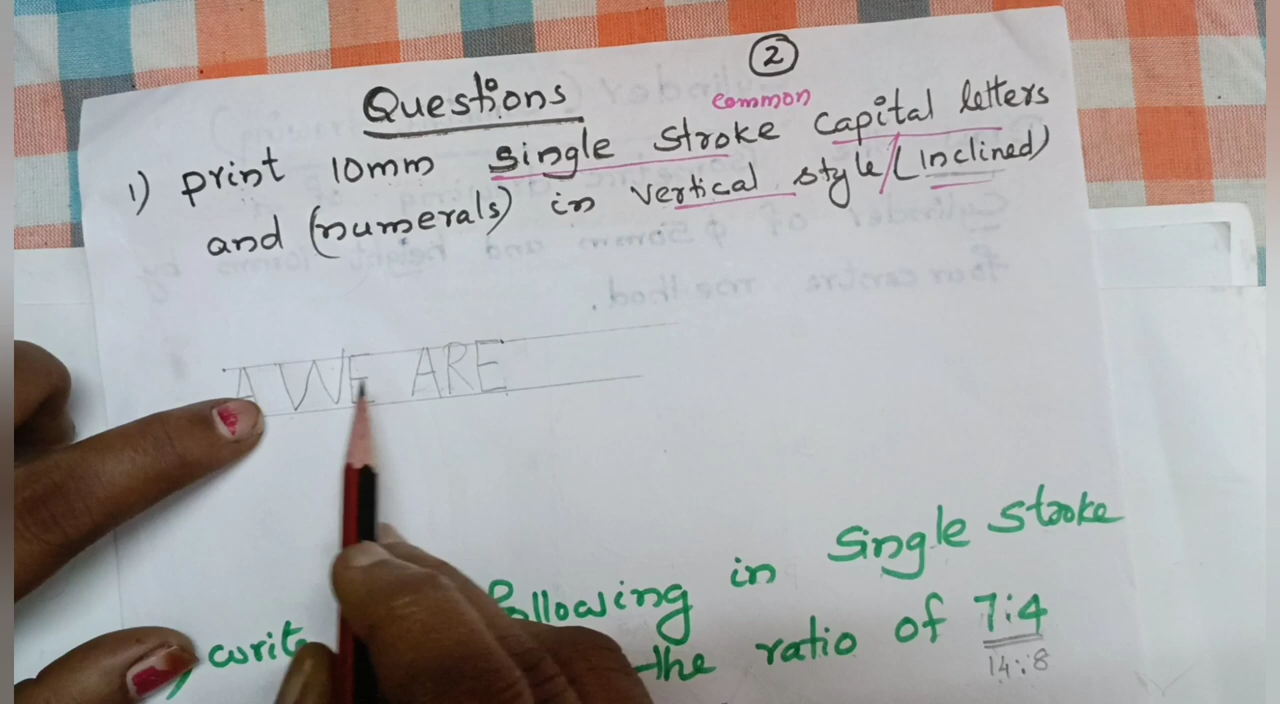 2
Questions
common
1) print 10mm single stroke capital letters
and (numerals) in vertical style/(inclined)
A WE ARE
following in single stroke
write the ratio of 7:4
14:8